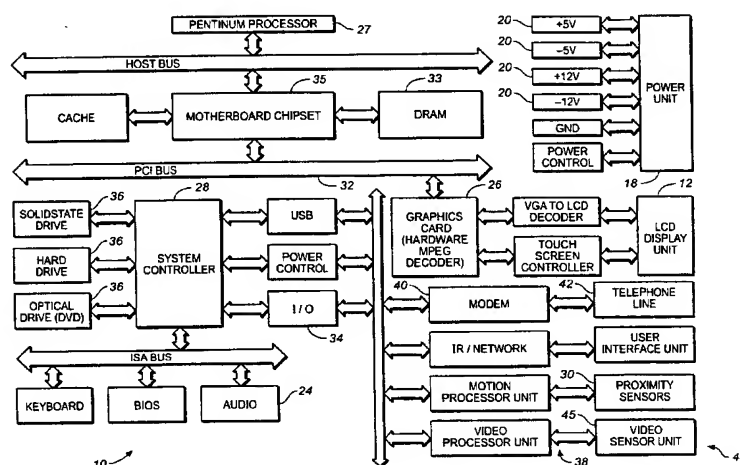 PENTINUM PROCESSOR
27
HOST BUS
35
33
CACHE
MOTHERBOARD CHIPSET
DRAM
PCI BUS
32
20
+5V
20
–5V
20
+12V
20
–12V
GND
POWER
CONTROL
POWER
UNIT
18
36
SOLIDSTATE
DRIVE
36
HARD
DRIVE
36
OPTICAL
DRIVE (DVD)
28
SYSTEM
CONTROLLER
USB
POWER
CONTROL
I / O
34
ISA BUS
KEYBOARD
BIOS
AUDIO
24
10
26
GRAPHICS
CARD
(HARDWARE
MPEG
DECODER)
VGA TO LCD
DECODER
TOUCH
SCREEN
CONTROLLER
12
LCD
DISPLAY
UNIT
40
MODEM
42
TELEPHONE
LINE
IR / NETWORK
USER
INTERFACE UNIT
MOTION
PROCESSOR UNIT
30
PROXIMITY
SENSORS
VIDEO
PROCESSOR UNIT
45
VIDEO
SENSOR UNIT
38
4